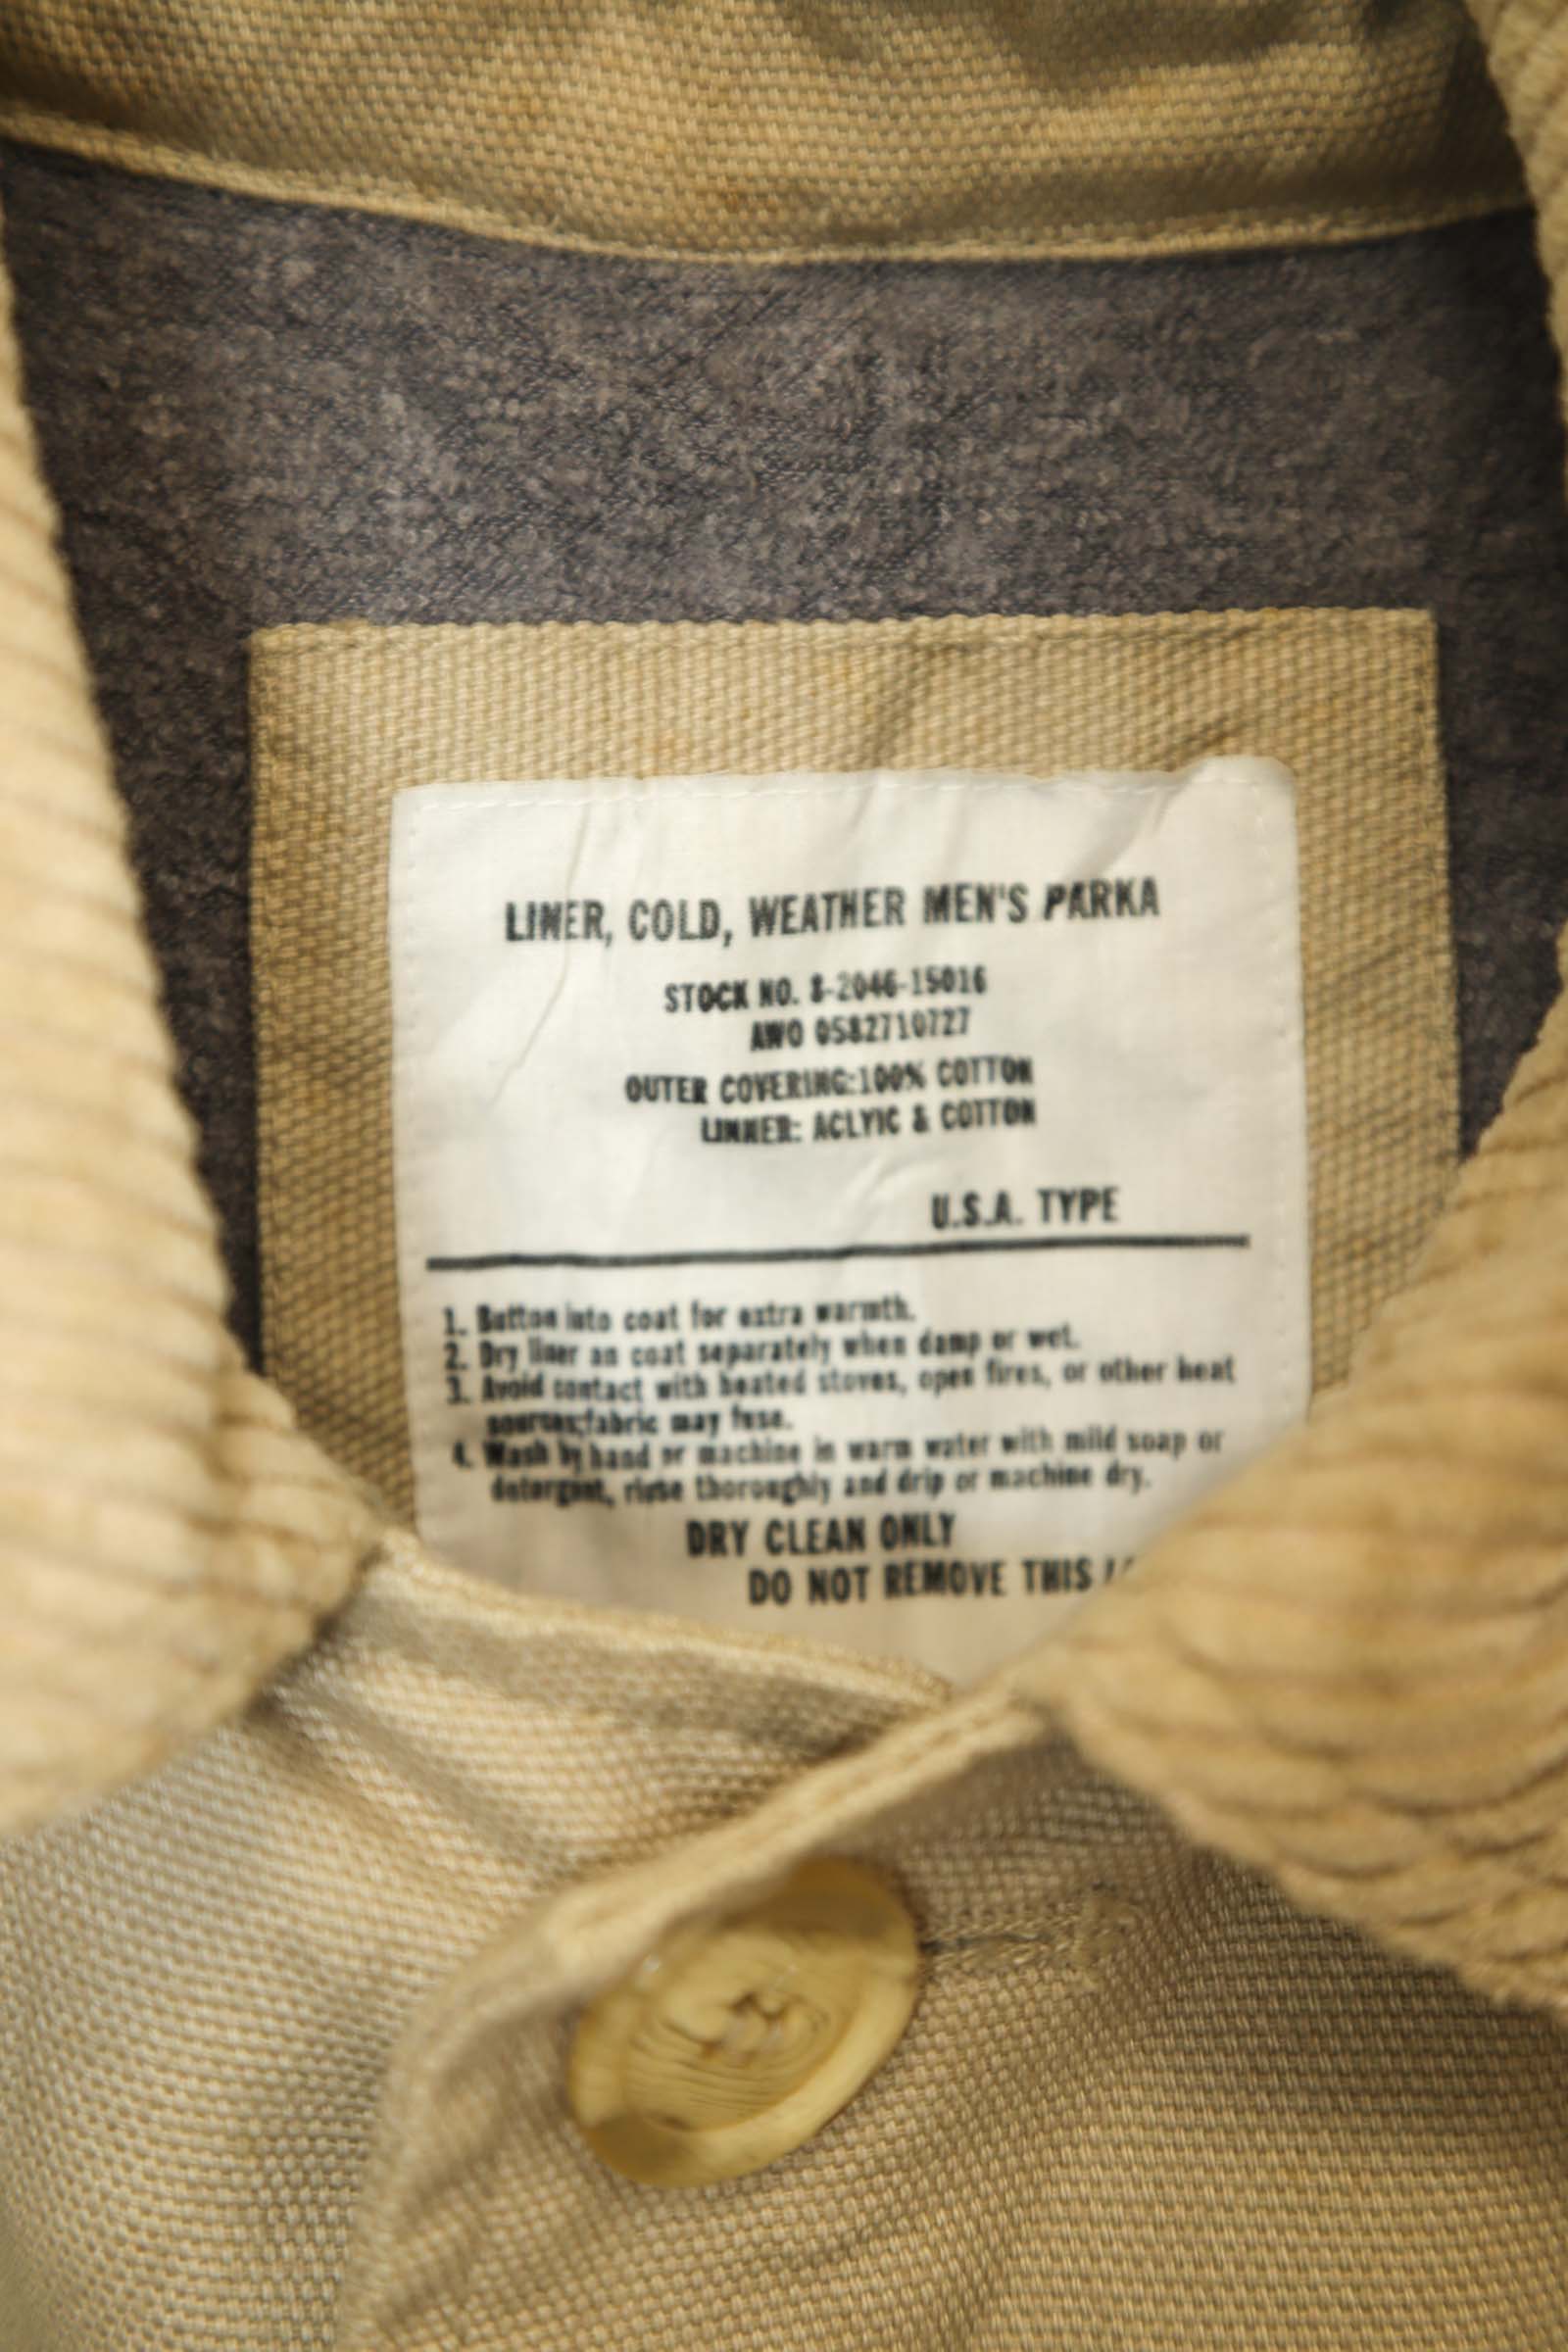 LINER, COLD, WEATHER MEN'S PARKA
STOCK NO. 8-2046-15016
AWO 0582710727
OUTER COVERING:100% COTTON
LINNER: ACLYIC & COTTON
U.S.A. TYPE
1. Button into coat for extra warmth.
2. Dry liner an coat separately when damp or wet.
3. Avoid contact with heated stoves, open fires, or other heat
sources;fabric may fuse.
4. Wash by hand or machine in warm water with mild soap or
detergent, rinse thoroughly and drip or machine dry.
DRY CLEAN ONLY
DO NOT REMOVE THIS